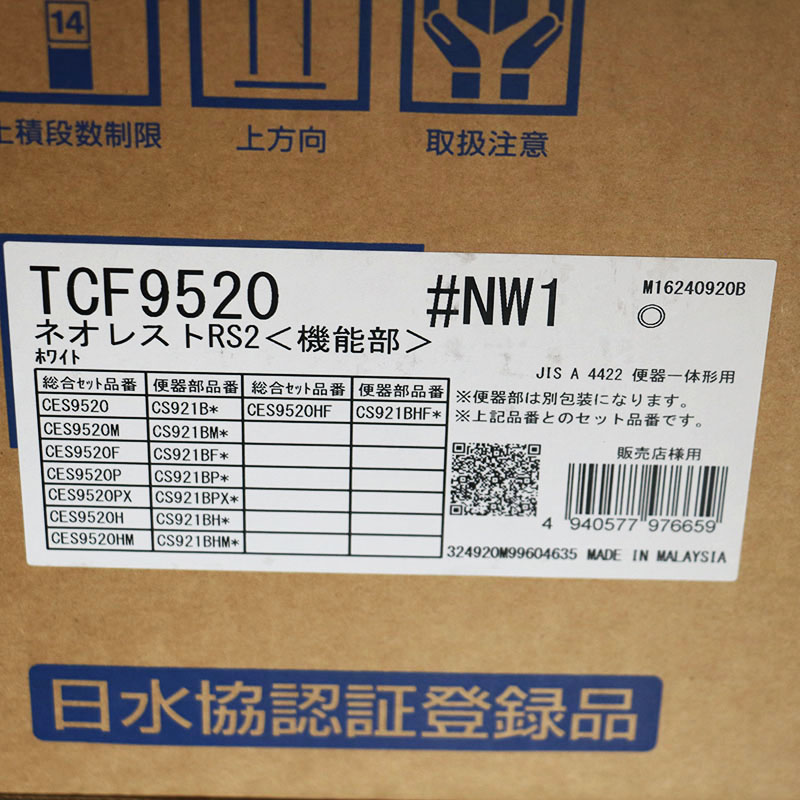 14
上積段数制限
上方向
取扱注意
TCF9520
#NW1
M16240920B
ネオレストRS2<機能部>
ホワイト
JIS A 4422 便器一体形用
総合セット品番 便器部品番 総合セット品番 便器部品番
CES9520 CS921B* CES9520HF CS921BHF*
CES9520M CS921BM*
CES9520F CS921BF*
CES9520P CS921BP*
CES9520PX CS921BPX*
CES9520H CS921BH*
CES9520HM CS921BHM*
※便器部は別包装になります。
※上記品番とのセット品番です。
販売店様用
4 940577 976659
324920M99604635 MADE IN MALAYSIA
日水協認証登録品